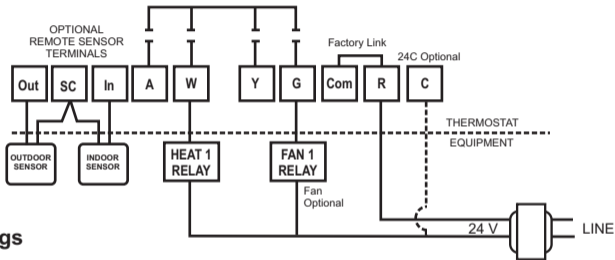 OPTIONAL
REMOTE SENSOR
TERMINALS
Factory Link
24C Optional
Out SC In A W Y G Com R C
THERMOSTAT
EQUIPMENT
OUTDOOR
SENSOR
INDOOR
SENSOR
HEAT 1
RELAY
FAN 1
RELAY
Fan
Optional
24 V
LINE
gs